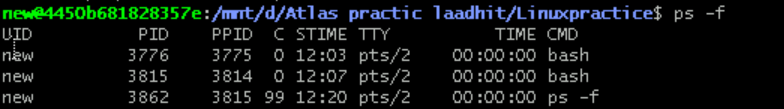 new@4450b681828357e:/mnt/d/Atlas practic laadhit/Linuxpractice$ ps -f
UID PID PPID C STIME TTY TIME CMD
new 3776 3775 0 12:03 pts/2 00:00:00 bash
new 3815 3814 0 12:07 pts/2 00:00:00 bash
new 3862 3815 99 12:20 pts/2 00:00:00 ps -f